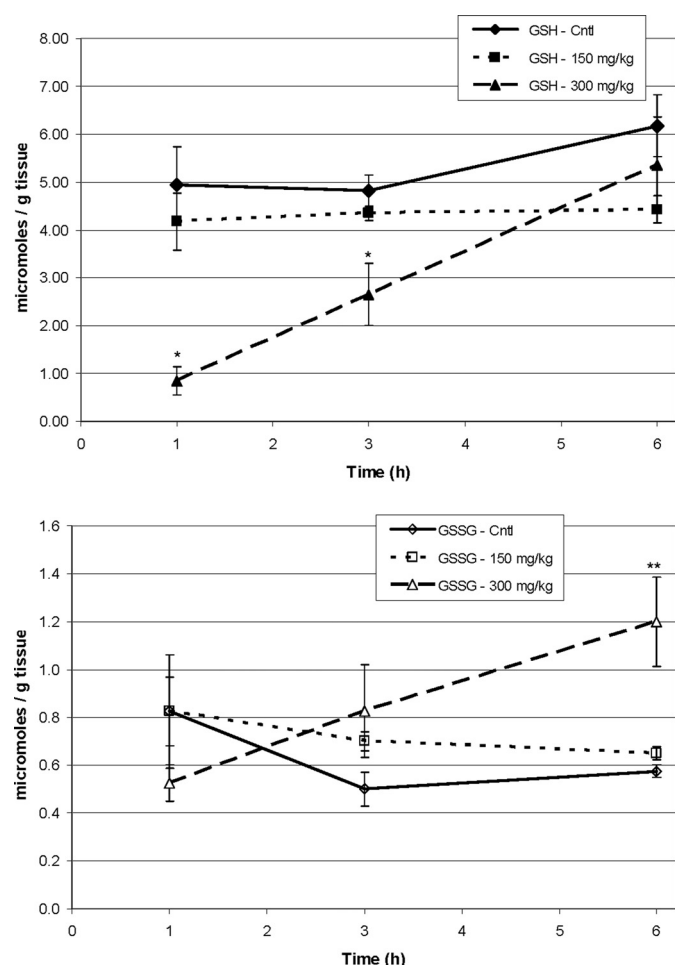 GSH - Cntl
GSH - 150 mg/kg
GSH - 300 mg/kg
8.00
7.00
6.00
5.00
4.00
3.00
2.00
1.00
0.00
micromoles / g tissue
*
*
0 1 2 3 4 5 6
Time (h)
GSSG - Cntl
GSSG - 150 mg/kg
GSSG - 300 mg/kg
1.6
1.4
1.2
1.0
0.8
0.6
0.4
0.2
0.0
micromoles / g tissue
**
0 1 2 3 4 5 6
Time (h)